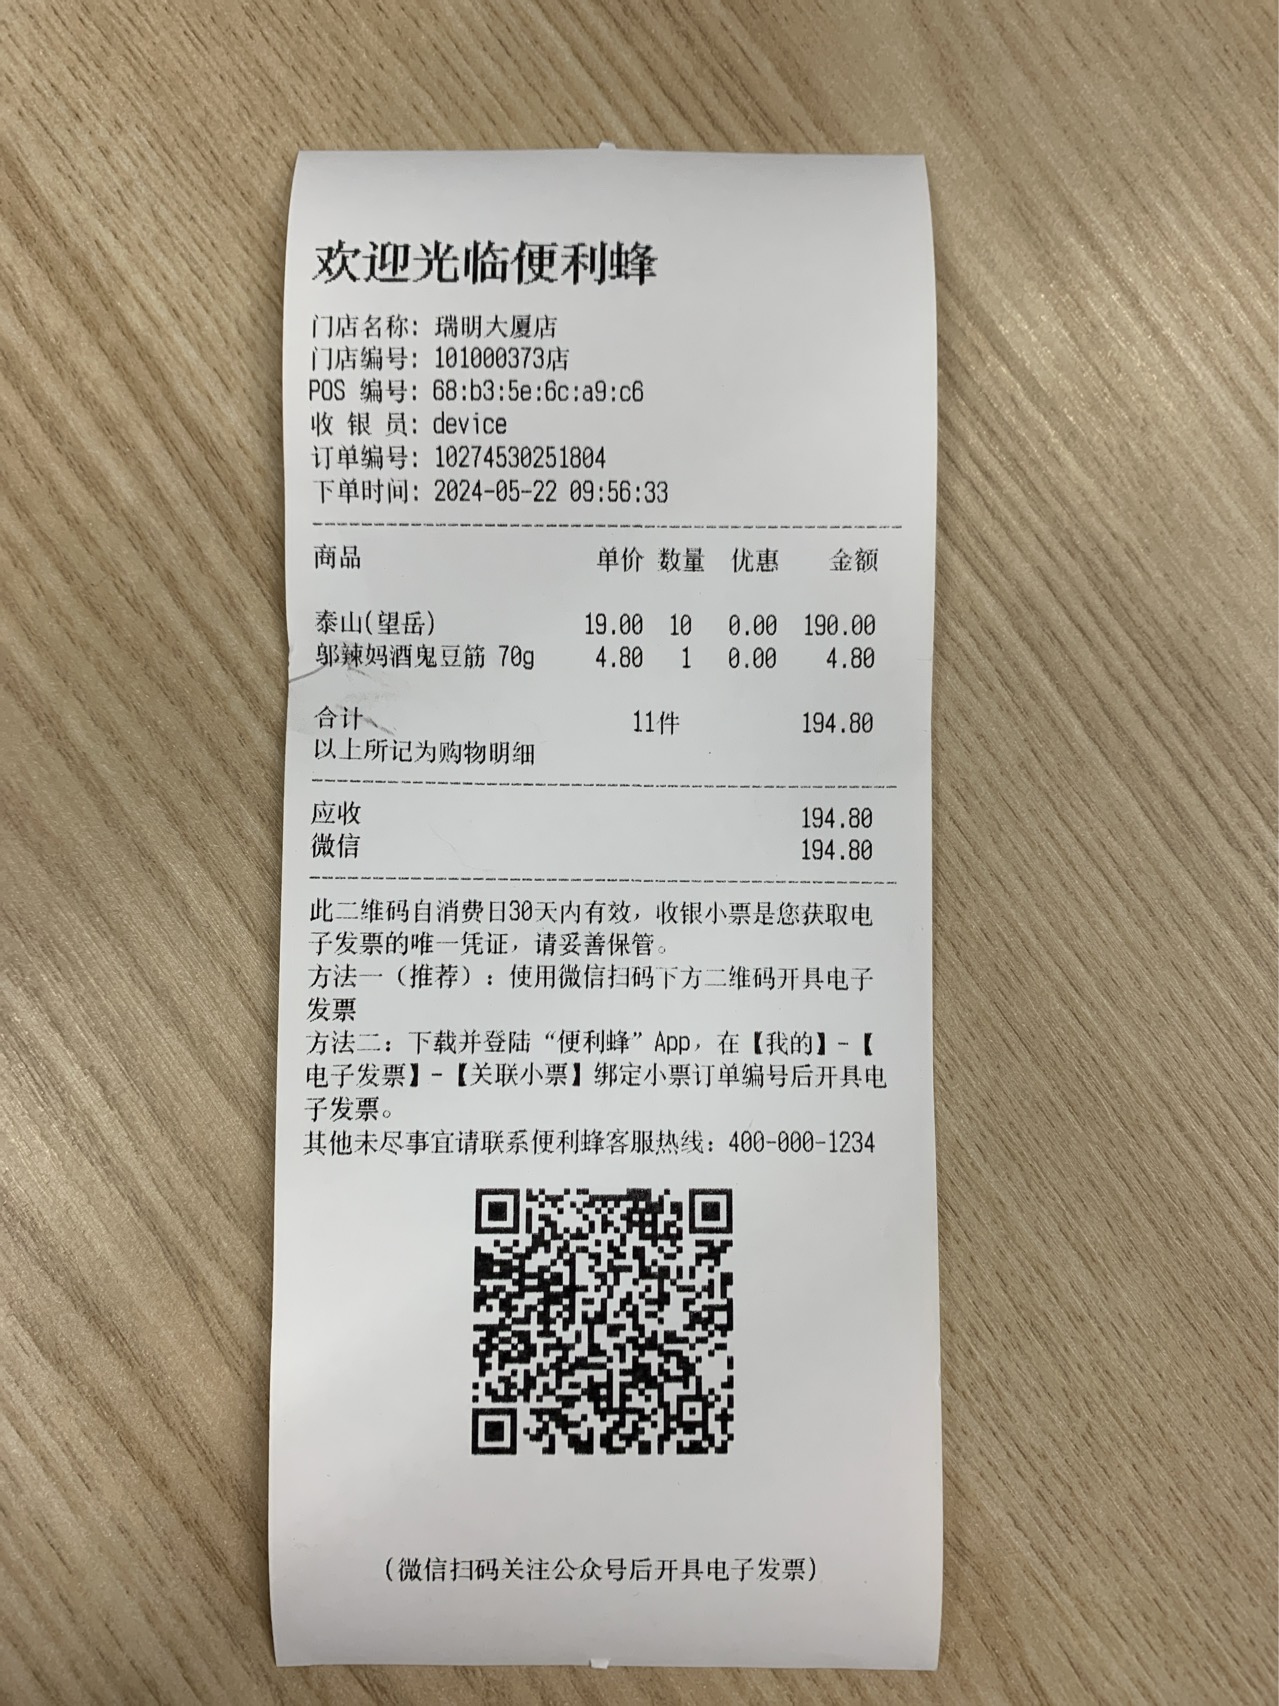 欢迎光临便利蜂
门店名称: 瑞明大厦店
门店编号: 101000373店
POS 编号: 68:b3:5e:6c:a9:c6
收 银 员: device
订单编号: 10274530251804
下单时间: 2024-05-22 09:56:33
商品 单价 数量 优惠 金额
泰山(望岳) 19.00 10 0.00 190.00
邬辣妈酒鬼豆筋 70g 4.80 1 0.00 4.80
合计 11件 194.80
以上所记为购物明细
应收 194.80
微信 194.80
此二维码自消费日30天内有效，收银小票是您获取电
子发票的唯一凭证，请妥善保管。
方法一（推荐）：使用微信扫码下方二维码开具电子
发票
方法二：下载并登陆“便利蜂”App，在【我的】-【
电子发票】-【关联小票】绑定小票订单编号后开具电
子发票。
其他未尽事宜请联系便利蜂客服热线：400-000-1234
(微信扫码关注公众号后开具电子发票)